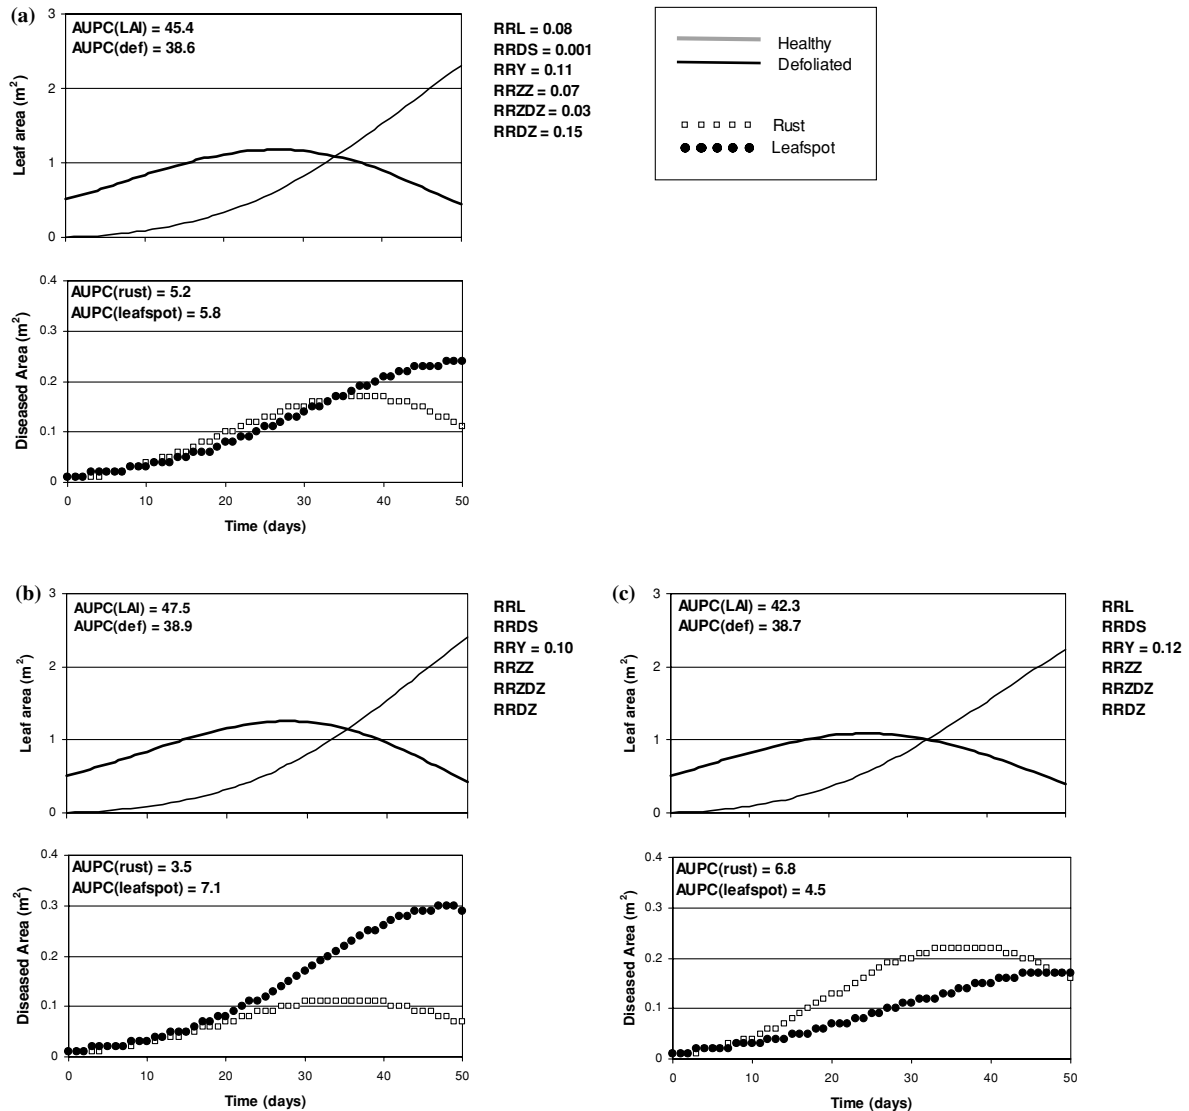 (a)
3
2
1
0
Leaf area (m²)
AUPC(LAI) = 45.4
AUPC(def) = 38.6
RRL = 0.08
RRDS = 0.001
RRY = 0.11
RRZZ = 0.07
RRZDZ = 0.03
RRDZ = 0.15
Healthy
Defoliated
Rust
Leafspot
0.4
0.3
0.2
0.1
0
Diseased Area (m²)
AUPC(rust) = 5.2
AUPC(leafspot) = 5.8
0 10 20 30 40 50
Time (days)
(b)
3
2
1
0
Leaf area (m²)
AUPC(LAI) = 47.5
AUPC(def) = 38.9
RRL
RRDS
RRY = 0.10
RRZZ
RRZDZ
RRDZ
0.4
0.3
0.2
0.1
0
Diseased Area (m²)
AUPC(rust) = 3.5
AUPC(leafspot) = 7.1
0 10 20 30 40 50
Time (days)
(c)
3
2
1
0
Leaf area (m²)
AUPC(LAI) = 42.3
AUPC(def) = 38.7
RRL
RRDS
RRY = 0.12
RRZZ
RRZDZ
RRDZ
0.4
0.3
0.2
0.1
0
Diseased Area (m²)
AUPC(rust) = 6.8
AUPC(leafspot) = 4.5
0 10 20 30 40 50
Time (days)